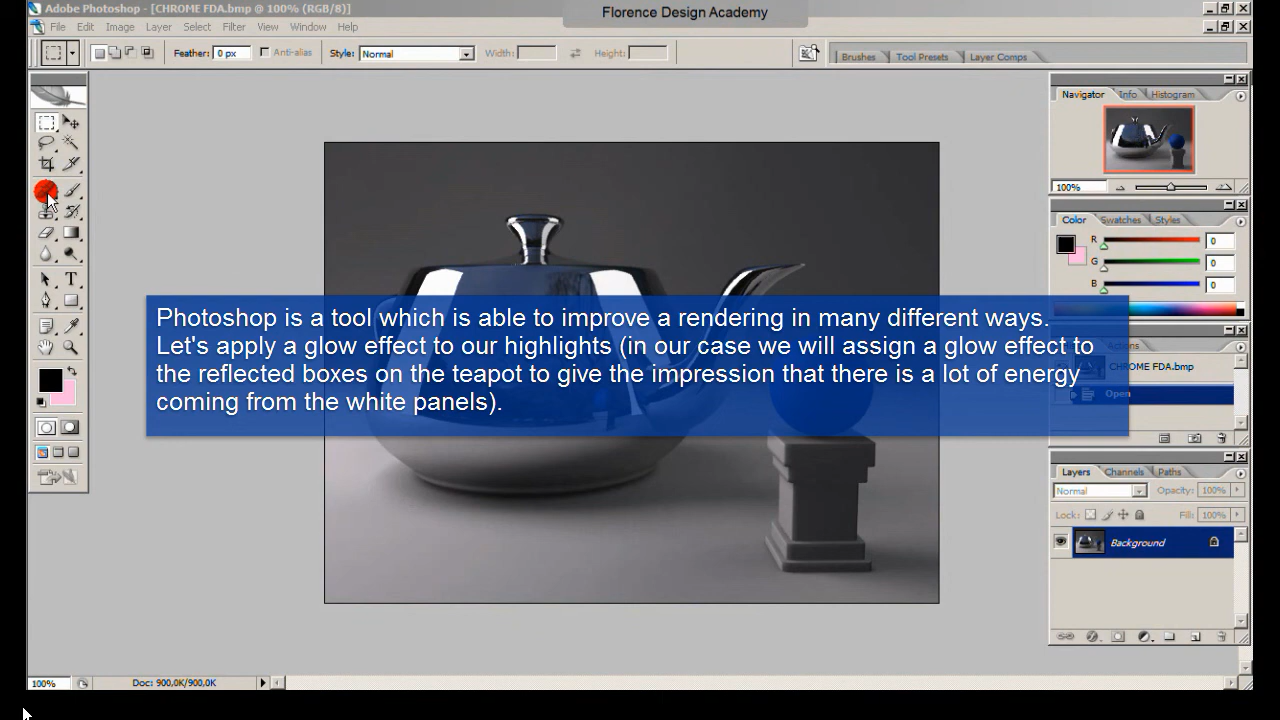 Adobe Photoshop - [CHROME FDA.bmp @ 100% (RGB/8)]
Florence Design Academy
File Edit Image Layer Select Filter View Window Help
Feather: 0 px Anti-alias Style: Normal Width: Height:
Brushes Tool Presets Layer Comps
Navigator Info Histogram
100%
Color Swatches Styles
R 0
G 0
B 0
Photoshop is a tool which is able to improve a rendering in many different ways.
Let's apply a glow effect to our highlights (in our case we will assign a glow effect to
the reflected boxes on the teapot to give the impression that there is a lot of energy
coming from the white panels).
Actions
CHROME FDA.bmp
Open
Layers Channels Paths
Normal Opacity: 100%
Lock: Fill: 100%
Background
100% Doc: 900,0K/900,0K